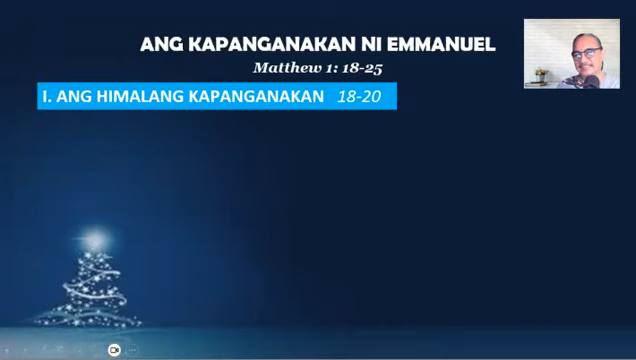 ANG KAPANGANAKAN NI EMMANUEL
Matthew 1: 18-25
I. ANG HIMALANG KAPANGANAKAN 18-20